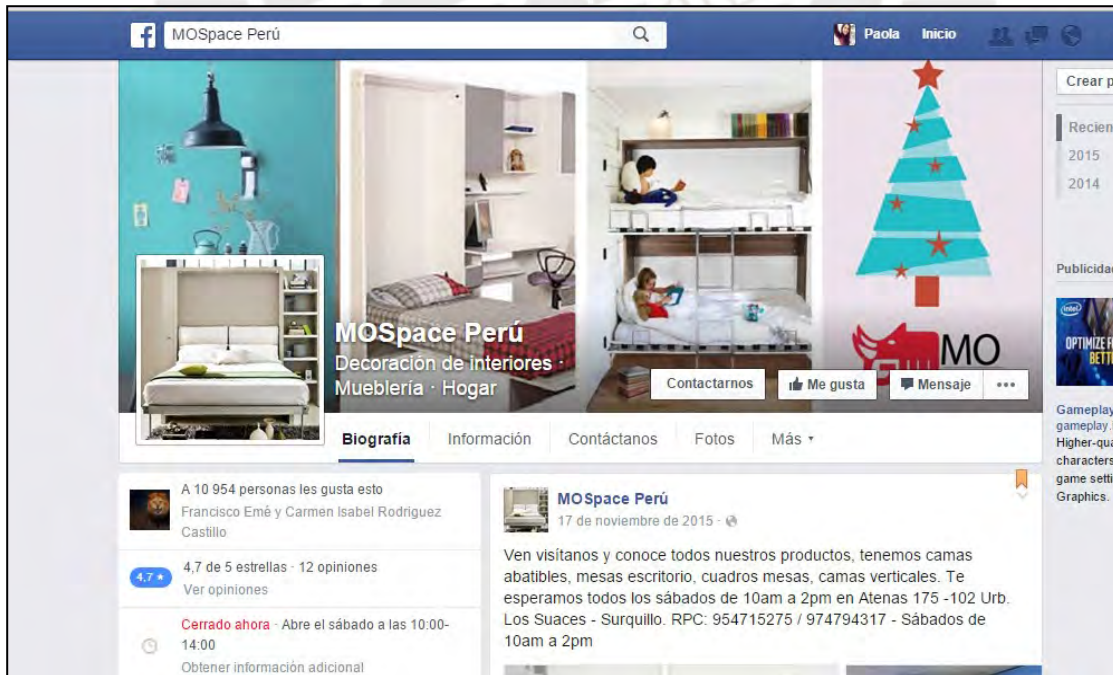 MOSpace Perú
Paola Inicio
Crear p
Recien
2015
2014
Publicidad
intel
OPTIMIZE F
BETT
Gameplay
gameplay.
Higher-qua
characters
game setti
Graphics.
MO
MOSpace Perú
Decoración de interiores ·
Mueblería · Hogar
Contactarnos Me gusta Mensaje
Biografía Información Contáctanos Fotos Más
A 10 954 personas les gusta esto
Francisco Emé y Carmen Isabel Rodriguez
Castillo
4,7 de 5 estrellas · 12 opiniones
4,7 ★
Ver opiniones
Cerrado ahora · Abre el sábado a las 10:00-
14:00
Obtener información adicional
MOSpace Perú
17 de noviembre de 2015 ·
Ven visítanos y conoce todos nuestros productos, tenemos camas
abatibles, mesas escritorio, cuadros mesas, camas verticales. Te
esperamos todos los sábados de 10am a 2pm en Atenas 175 -102 Urb.
Los Suaces - Surquillo. RPC: 954715275 / 974794317 - Sábados de
10am a 2pm